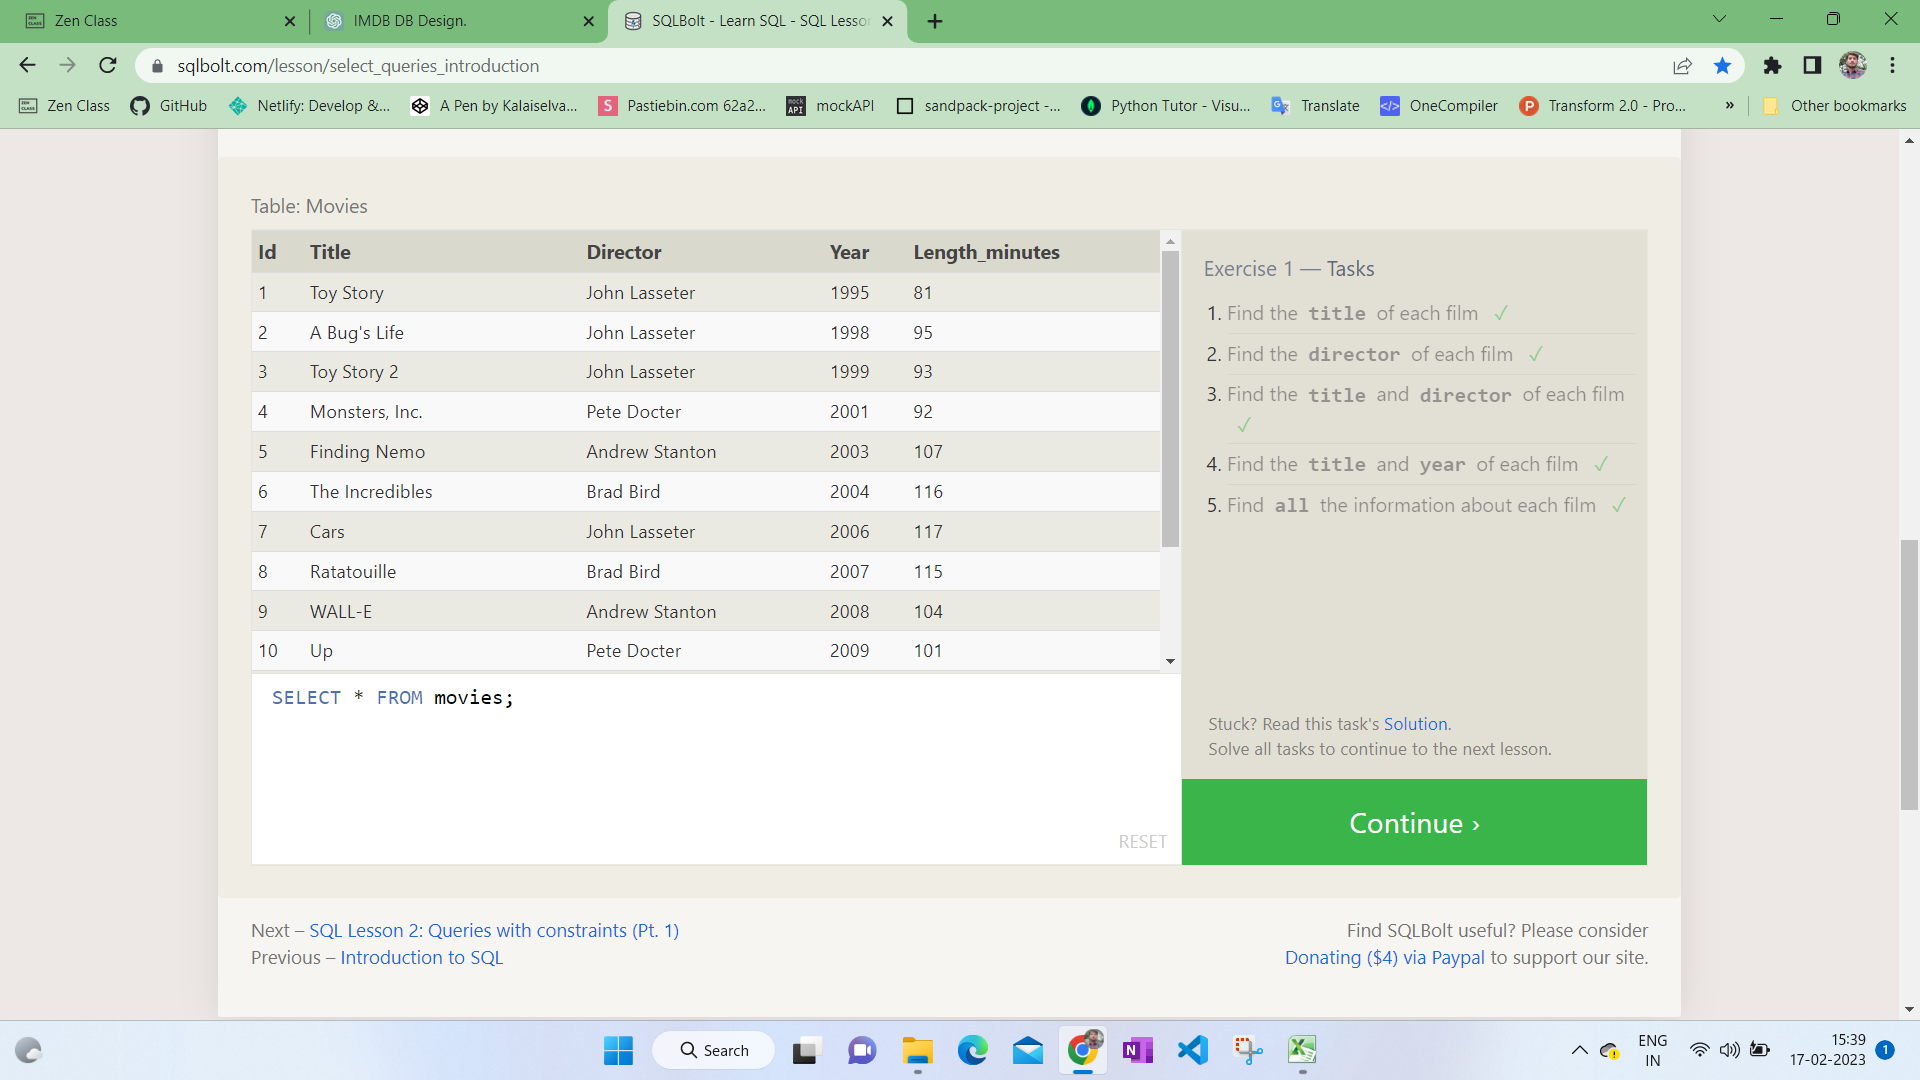 Zen Class
IMDB DB Design.
SQLBolt - Learn SQL - SQL Lesson
sqlbolt.com/lesson/select_queries_introduction
Zen Class
GitHub
Netlify: Develop &...
A Pen by Kalaiselva...
Pastiebin.com 62a2...
mockAPI
sandpack-project -...
Python Tutor - Visu...
Translate
OneCompiler
Transform 2.0 - Pro...
»
Other bookmarks
Table: Movies
Id Title Director Year Length_minutes
1 Toy Story John Lasseter 1995 81
2 A Bug's Life John Lasseter 1998 95
3 Toy Story 2 John Lasseter 1999 93
4 Monsters, Inc. Pete Docter 2001 92
5 Finding Nemo Andrew Stanton 2003 107
6 The Incredibles Brad Bird 2004 116
7 Cars John Lasseter 2006 117
8 Ratatouille Brad Bird 2007 115
9 WALL-E Andrew Stanton 2008 104
10 Up Pete Docter 2009 101
SELECT * FROM movies;
RESET
Exercise 1 — Tasks
1. Find the title of each film ✓
2. Find the director of each film ✓
3. Find the title and director of each film
✓
4. Find the title and year of each film ✓
5. Find all the information about each film ✓
Stuck? Read this task's Solution.
Solve all tasks to continue to the next lesson.
Continue ›
Next – SQL Lesson 2: Queries with constraints (Pt. 1)
Previous – Introduction to SQL
Find SQLBolt useful? Please consider
Donating ($4) via Paypal to support our site.
Search
ENG
IN
15:39
17-02-2023
1